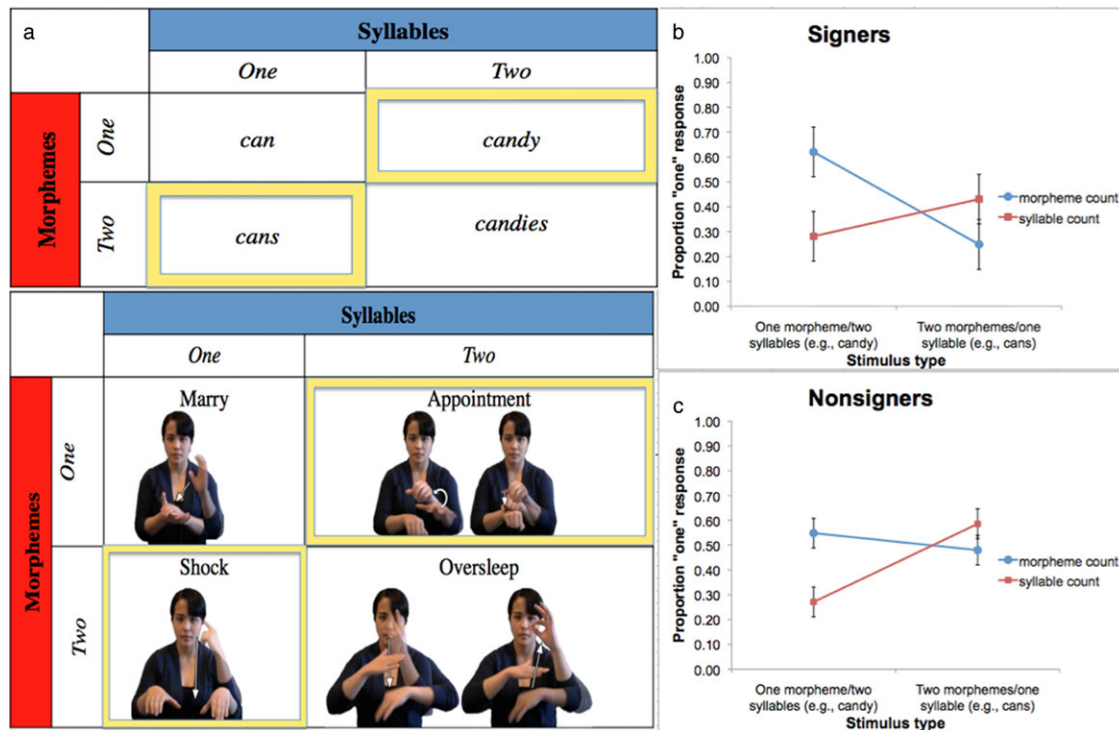 a
Syllables
One
Two
Morphemes
One
can
candy
Two
cans
candies
Syllables
One
Two
Morphemes
One
Marry
Appointment
Two
Shock
Oversleep
b
Signers
Proportion "one" response
1.00
0.90
0.80
0.70
0.60
0.50
0.40
0.30
0.20
0.10
0.00
morpheme count
syllable count
One morpheme/two
syllables (e.g., candy)
Two morphemes/one
syllable (e.g., cans)
Stimulus type
c
Nonsigners
Proportion "one" response
1.00
0.90
0.80
0.70
0.60
0.50
0.40
0.30
0.20
0.10
0.00
morpheme count
syllable count
One morpheme/two
syllables (e.g., candy)
Two morphemes/one
syllable (e.g., cans)
Stimulus type